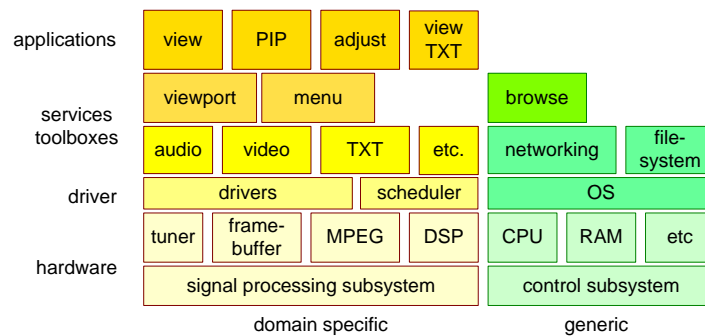 applications
view
PIP
adjust
view
TXT
services
toolboxes
viewport
menu
browse
audio
video
TXT
etc.
networking
file-
system
driver
drivers
scheduler
OS
hardware
tuner
frame-
buffer
MPEG
DSP
CPU
RAM
etc
signal processing subsystem
control subsystem
domain specific
generic